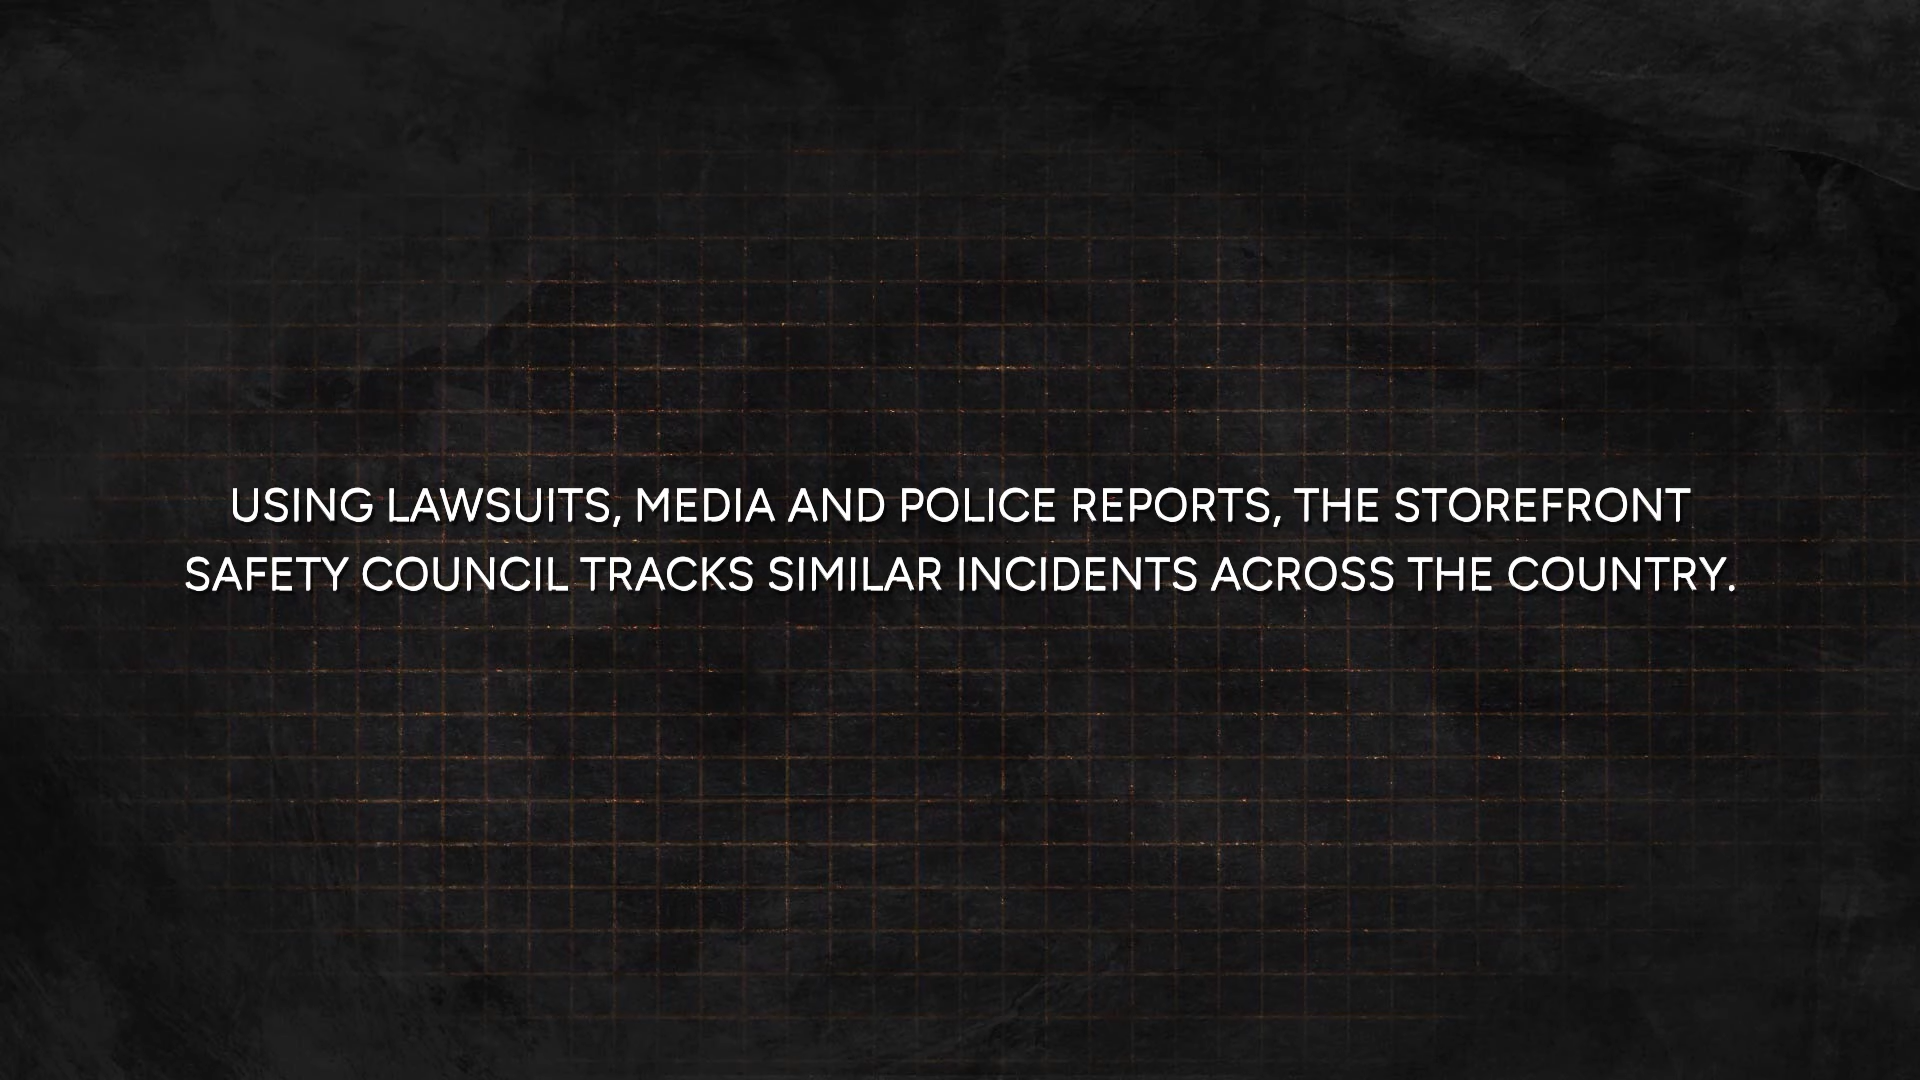 USING LAWSUITS, MEDIA AND POLICE REPORTS, THE STOREFRONT
SAFETY COUNCIL TRACKS SIMILAR INCIDENTS ACROSS THE COUNTRY.